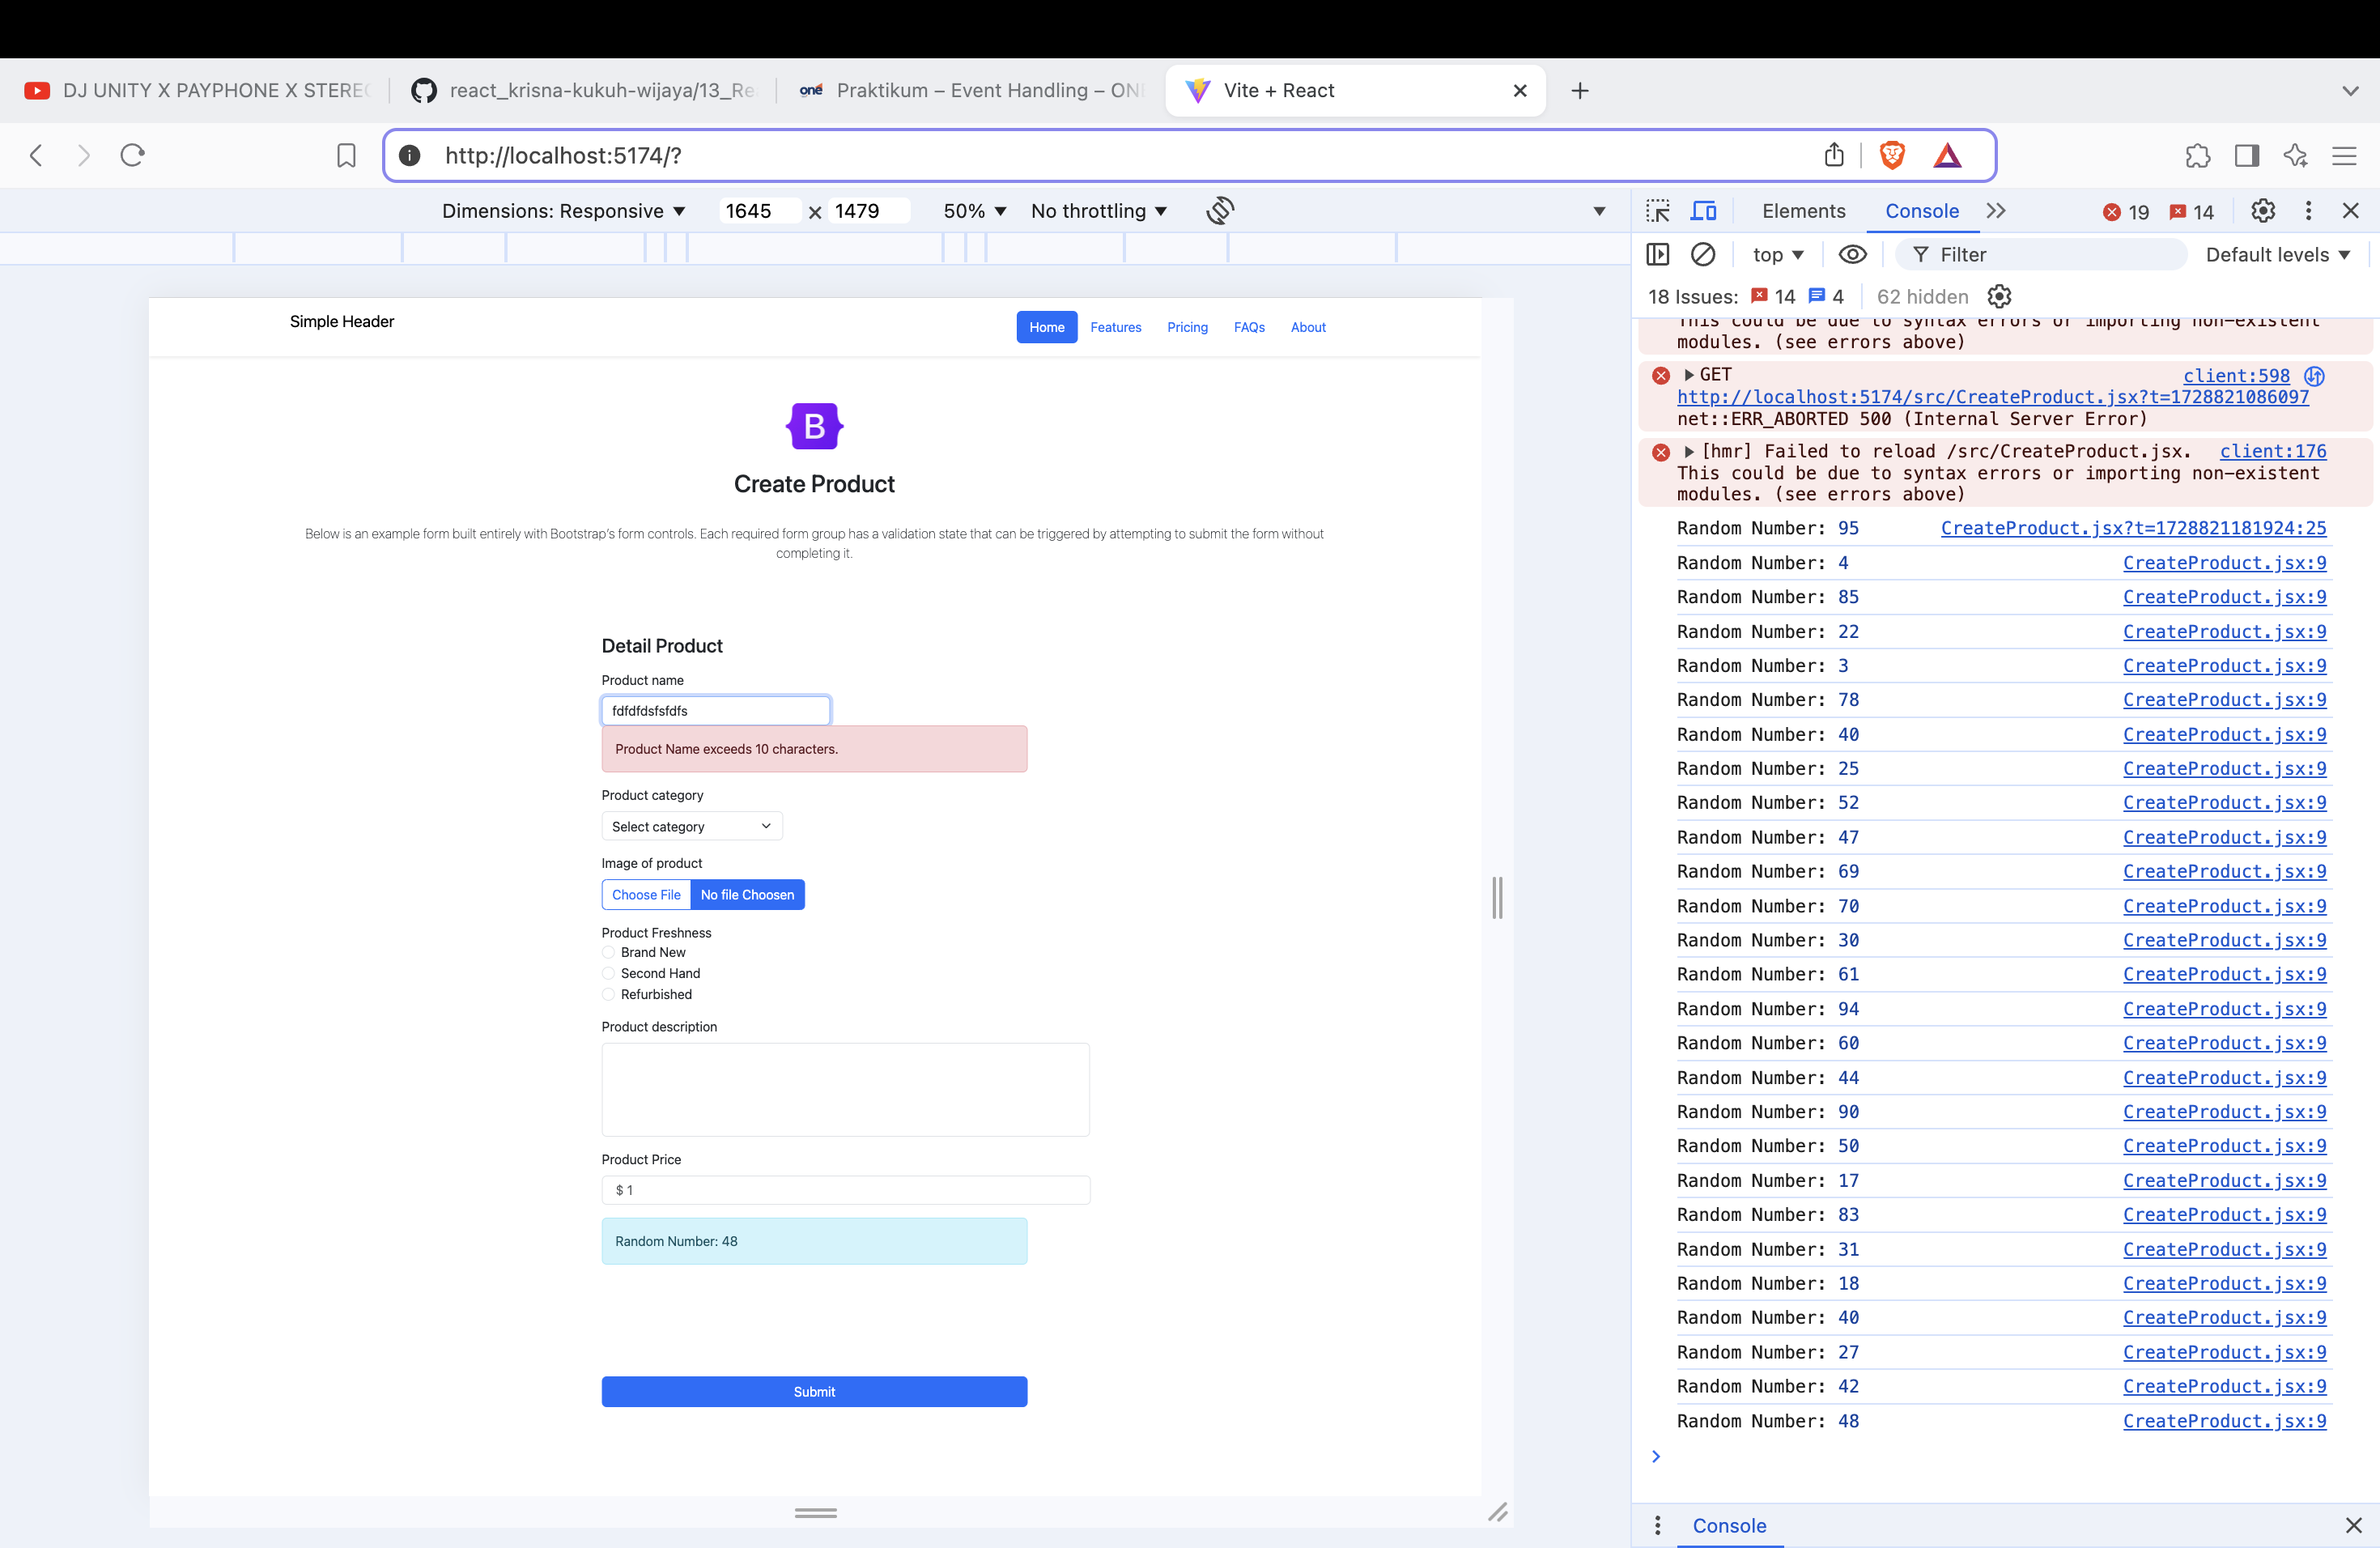 DJ UNITY X PAYPHONE X STEREO
react_krisna-kukuh-wijaya/13_Re
one
Praktikum – Event Handling – ON
Vite + React
http://localhost:5174/?
Dimensions: Responsive
1645 x 1479
50%
No throttling
Elements
Console
19
14
top
Filter
Default levels
18 Issues: 14 4
62 hidden
Simple Header
Home
Features
Pricing
FAQs
About
B
Create Product
Below is an example form built entirely with Bootstrap's form controls. Each required form group has a validation state that can be triggered by attempting to submit the form without
completing it.
Detail Product
Product name
fdfdfdsfsfdfs
Product Name exceeds 10 characters.
Product category
Select category
Image of product
Choose File
No file Choosen
Product Freshness
Brand New
Second Hand
Refurbished
Product description
Product Price
$ 1
Random Number: 48
Submit
This could be due to syntax errors or importing non-existent
modules. (see errors above)
GET client:598
http://localhost:5174/src/CreateProduct.jsx?t=1728821086097
net::ERR_ABORTED 500 (Internal Server Error)
[hmr] Failed to reload /src/CreateProduct.jsx. client:176
This could be due to syntax errors or importing non-existent
modules. (see errors above)
Random Number: 95 CreateProduct.jsx?t=1728821181924:25
Random Number: 4 CreateProduct.jsx:9
Random Number: 85 CreateProduct.jsx:9
Random Number: 22 CreateProduct.jsx:9
Random Number: 3 CreateProduct.jsx:9
Random Number: 78 CreateProduct.jsx:9
Random Number: 40 CreateProduct.jsx:9
Random Number: 25 CreateProduct.jsx:9
Random Number: 52 CreateProduct.jsx:9
Random Number: 47 CreateProduct.jsx:9
Random Number: 69 CreateProduct.jsx:9
Random Number: 70 CreateProduct.jsx:9
Random Number: 30 CreateProduct.jsx:9
Random Number: 61 CreateProduct.jsx:9
Random Number: 94 CreateProduct.jsx:9
Random Number: 60 CreateProduct.jsx:9
Random Number: 44 CreateProduct.jsx:9
Random Number: 90 CreateProduct.jsx:9
Random Number: 50 CreateProduct.jsx:9
Random Number: 17 CreateProduct.jsx:9
Random Number: 83 CreateProduct.jsx:9
Random Number: 31 CreateProduct.jsx:9
Random Number: 18 CreateProduct.jsx:9
Random Number: 40 CreateProduct.jsx:9
Random Number: 27 CreateProduct.jsx:9
Random Number: 42 CreateProduct.jsx:9
Random Number: 48 CreateProduct.jsx:9
Console